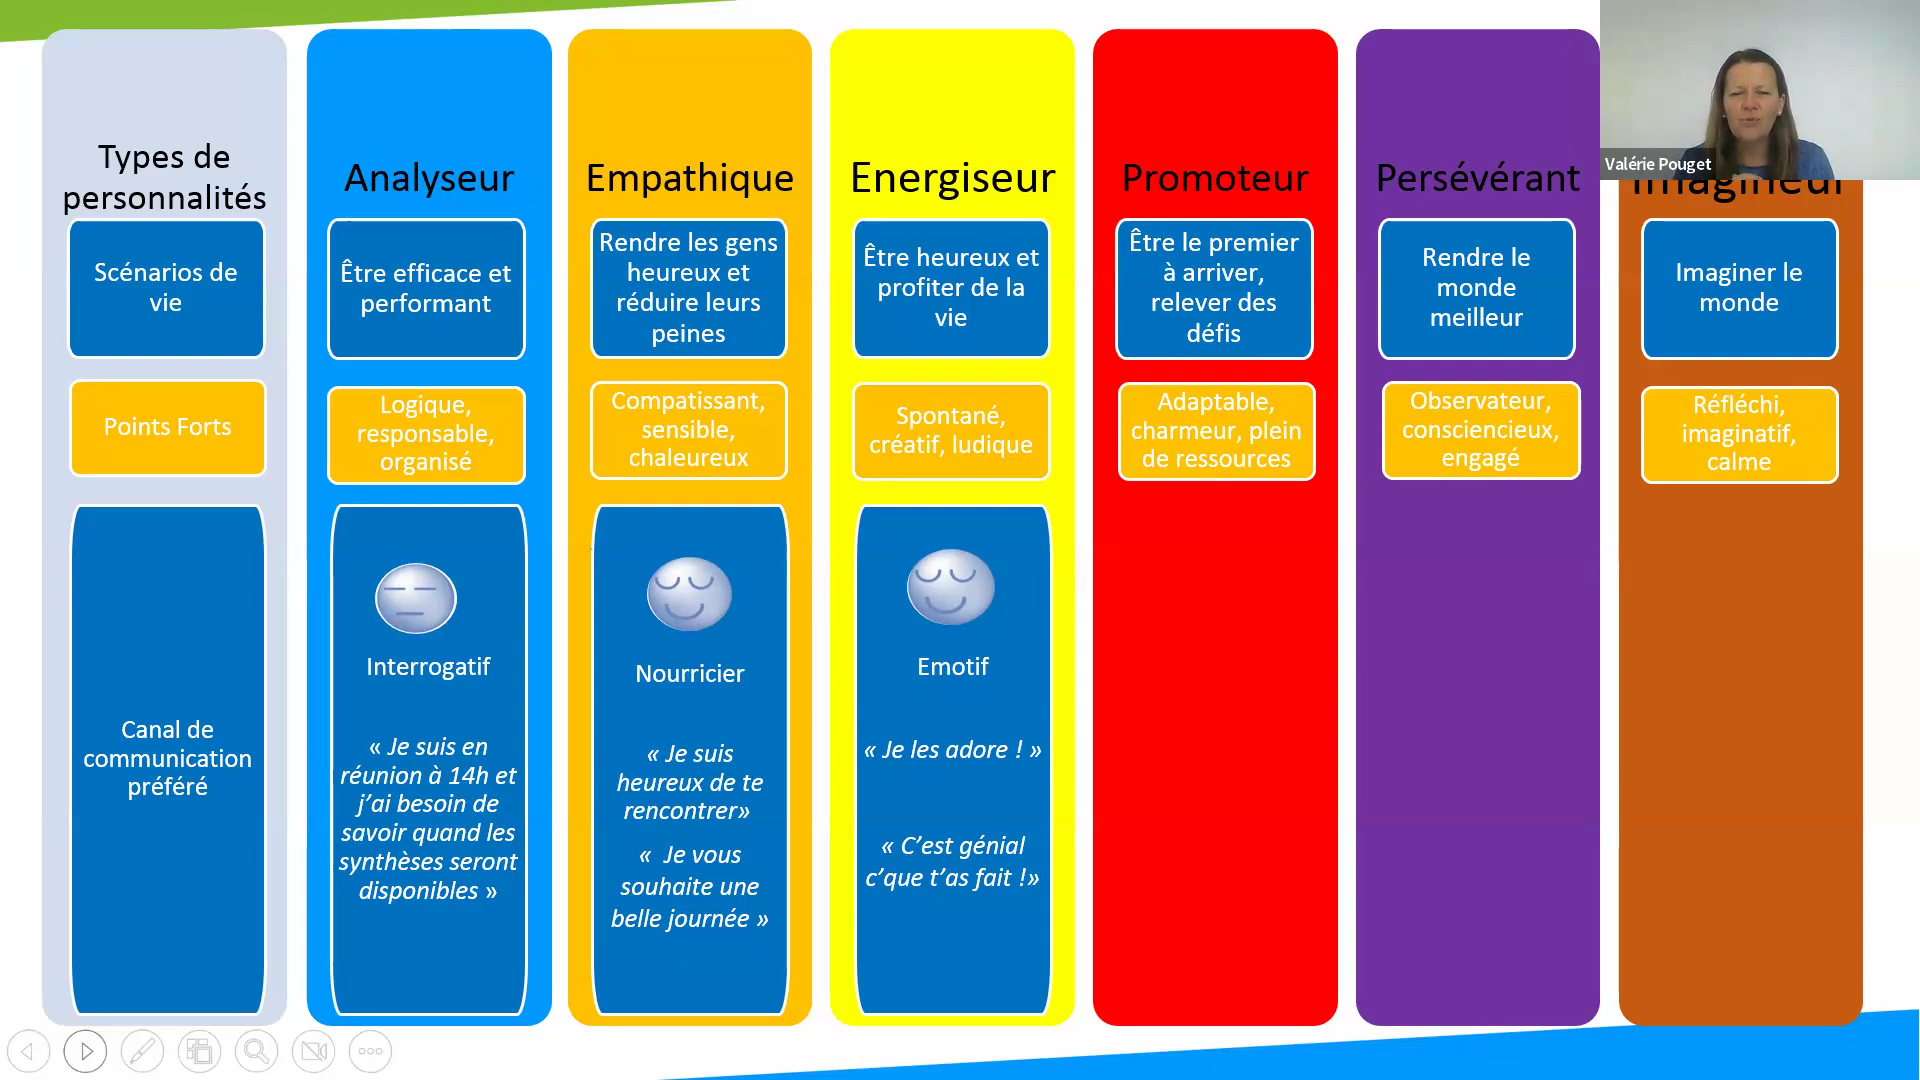 Types de
personnalités
Scénarios de
vie
Points Forts
Canal de
communication
préféré
Analyseur
Être efficace et
performant
Logique,
responsable,
organisé
Interrogatif
« Je suis en
réunion à 14h et
j’ai besoin de
savoir quand les
synthèses seront
disponibles »
Empathique
Rendre les gens
heureux et
réduire leurs
peines
Compatissant,
sensible,
chaleureux
Nourricier
« Je suis
heureux de te
rencontrer»
«  Je vous
souhaite une
belle journée »
Energiseur
Être heureux et
profiter de la
vie
Spontané,
créatif, ludique
Emotif
« Je les adore ! »
« C’est génial
c’que t’as fait !»
Promoteur
Être le premier
à arriver,
relever des
défis
Adaptable,
charmeur, plein
de ressources
Persévérant
Rendre le
monde
meilleur
Observateur,
consciencieux,
engagé
Valérie Pouget
Imagineur
Imaginer le
monde
Réfléchi,
imaginatif,
calme